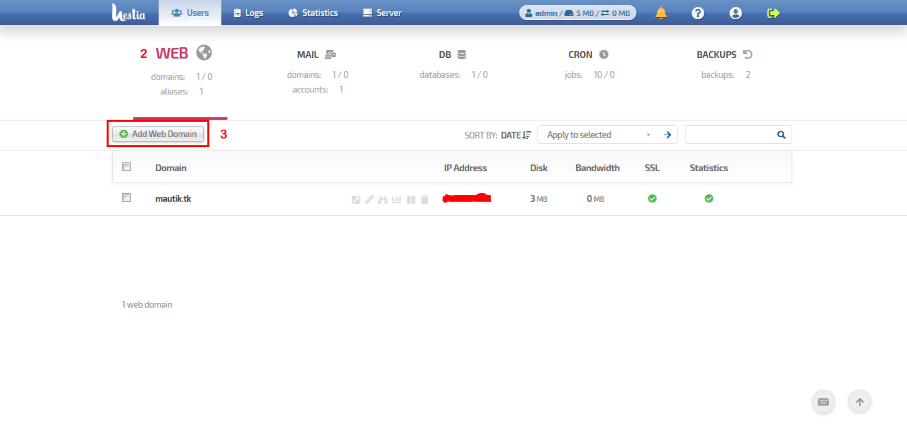 hestia Users Logs Statistics Server admin / 5 MB / 0 MB
2 WEB MAIL DB CRON BACKUPS
domains: 1 / 0 domains: 1 / 0 databases: 1 / 0 jobs: 10 / 0 backups: 2
aliases: 1 accounts: 1
Add Web Domain 3 SORT BY: DATE Apply to selected
Domain IP Address Disk Bandwidth SSL Statistics
mautik.tk 3 MB 0 MB
1 web domain